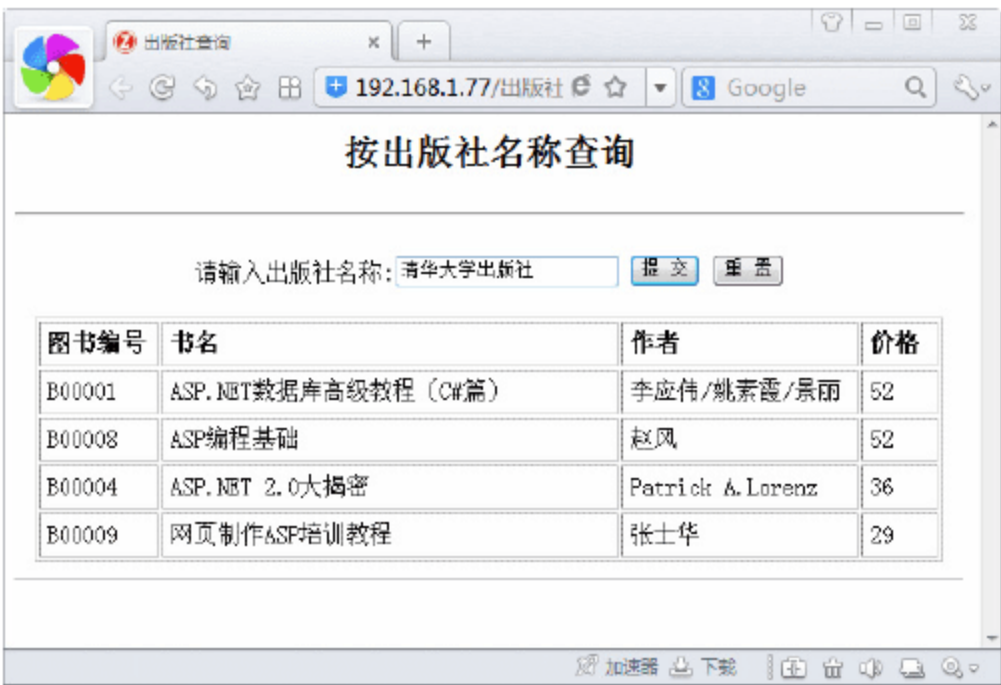 出版社查询
192.168.1.77/出版社
Google
按出版社名称查询
请输入出版社名称: 清华大学出版社 提 交 重 置
图书编号 书名 作者 价格
B00001 ASP.NET数据库高级教程（C#篇） 李应伟/姚素霞/景丽 52
B00008 ASP编程基础 赵风 52
B00004 ASP.NET 2.0大揭密 Patrick A.Lorenz 36
B00009 网页制作ASP培训教程 张士华 29
加速器 下载